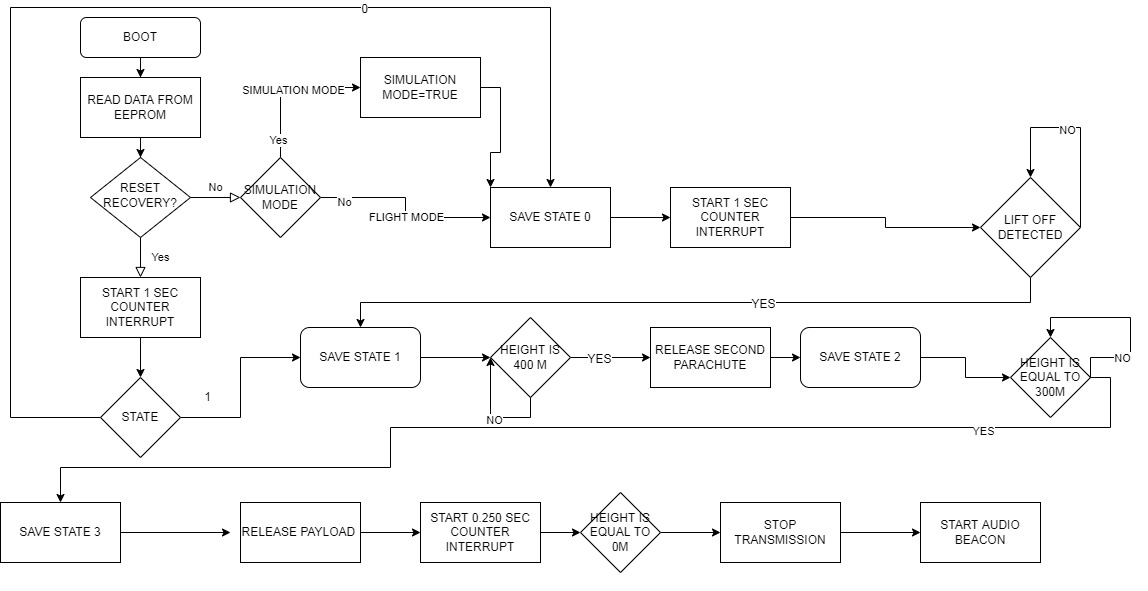 0
BOOT
READ DATA FROM
EEPROM
SIMULATION MODE
SIMULATION
MODE=TRUE
Yes
RESET
RECOVERY?
No
SIMULATION
MODE
No
FLIGHT MODE
SAVE STATE 0
START 1 SEC
COUNTER
INTERRUPT
NO
LIFT OFF
DETECTED
Yes
START 1 SEC
COUNTER
INTERRUPT
YES
STATE
1
SAVE STATE 1
HEIGHT IS
400 M
NO
YES
RELEASE SECOND
PARACHUTE
SAVE STATE 2
HEIGHT IS
EQUAL TO
300M
NO
YES
SAVE STATE 3
RELEASE PAYLOAD
START 0.250 SEC
COUNTER
INTERRUPT
HEIGHT IS
EQUAL TO
0M
STOP
TRANSMISSION
START AUDIO
BEACON